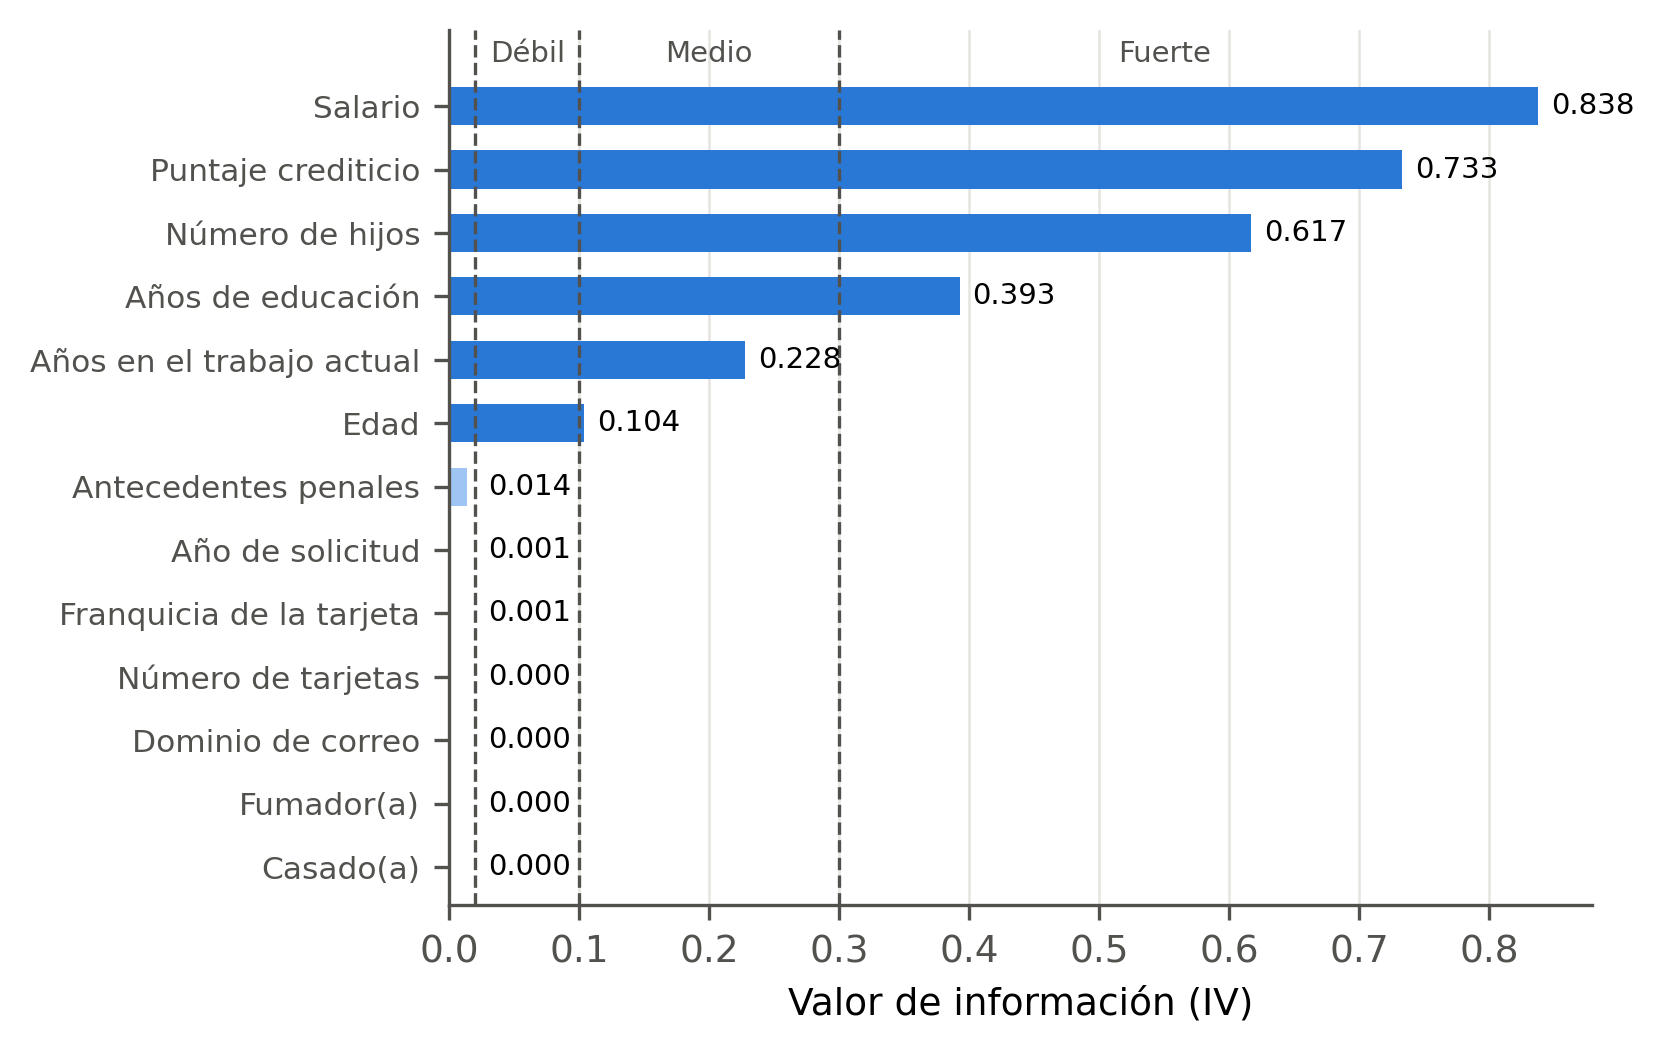 Débil Medio Fuerte
Salario 0.838
Puntaje crediticio 0.733
Número de hijos 0.617
Años de educación 0.393
Años en el trabajo actual 0.228
Edad 0.104
Antecedentes penales 0.014
Año de solicitud 0.001
Franquicia de la tarjeta 0.001
Número de tarjetas 0.000
Dominio de correo 0.000
Fumador(a) 0.000
Casado(a) 0.000
0.0 0.1 0.2 0.3 0.4 0.5 0.6 0.7 0.8
Valor de información (IV)